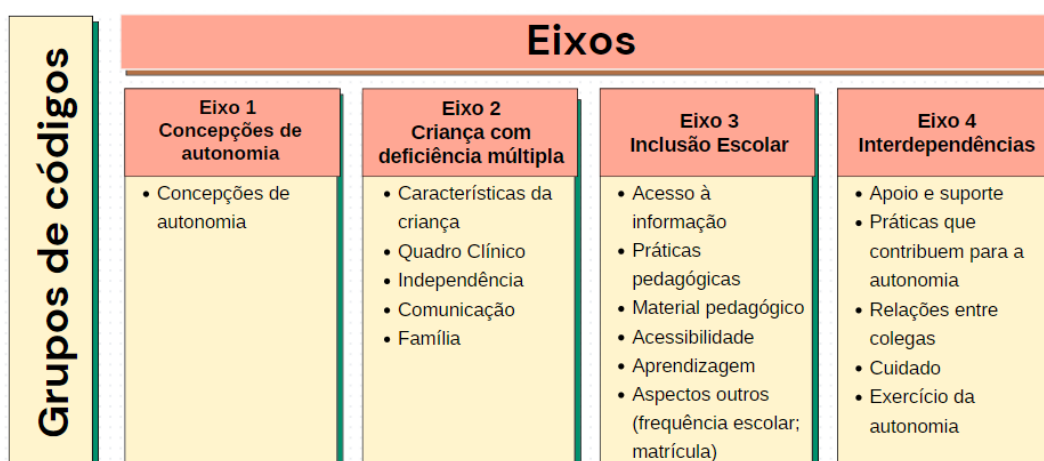 Grupos de códigos
Eixos
Eixo 1
Concepções de
autonomia
• Concepções de
autonomia
Eixo 2
Criança com
deficiência múltipla
• Características da
criança
• Quadro Clínico
• Independência
• Comunicação
• Família
Eixo 3
Inclusão Escolar
• Acesso à
informação
• Práticas
pedagógicas
• Material pedagógico
• Acessibilidade
• Aprendizagem
• Aspectos outros
(frequência escolar;
matrícula)
Eixo 4
Interdependências
• Apoio e suporte
• Práticas que
contribuem para a
autonomia
• Relações entre
colegas
• Cuidado
• Exercício da
autonomia